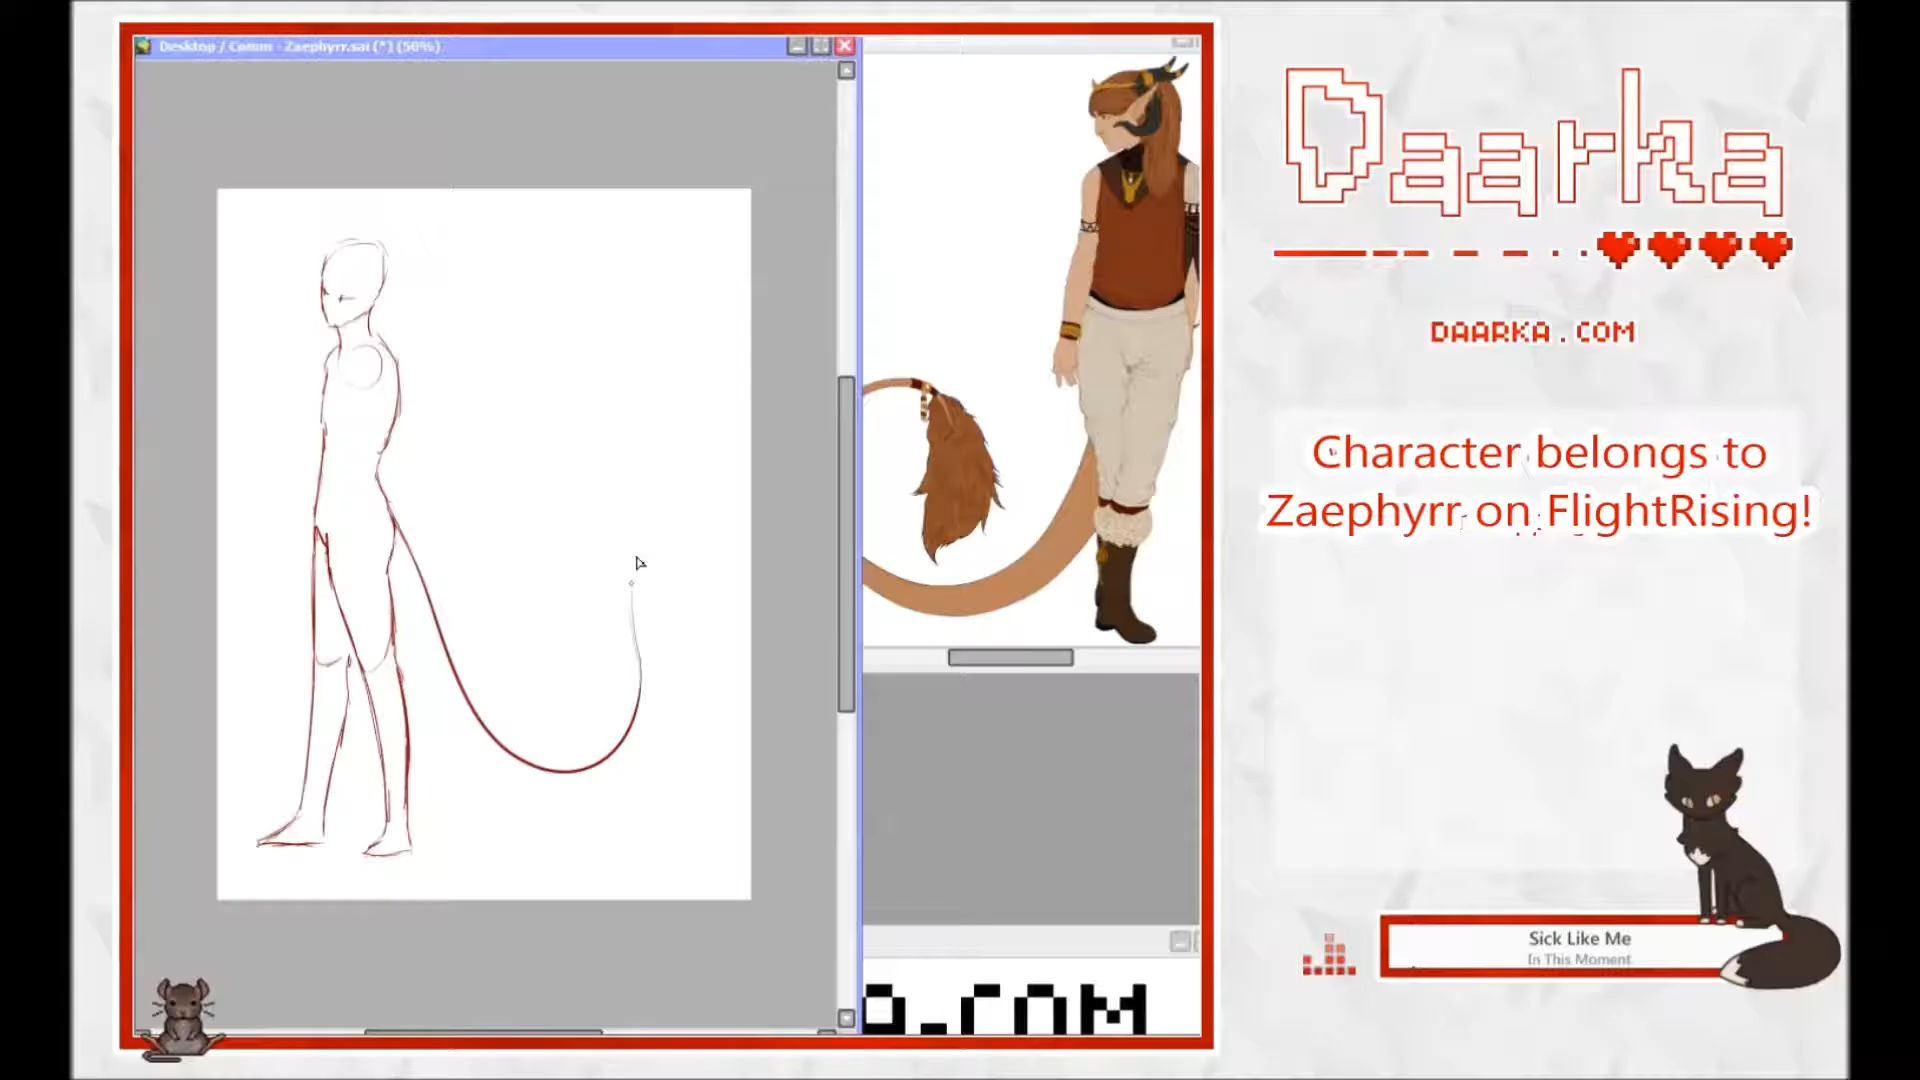 Desktop / Comm - Zaephyrr.sai (*) (50%)
Daarka
DAARKA.COM
Character belongs to
Zaephyrr on FlightRising!
Sick Like Me
In This Moment
a.com